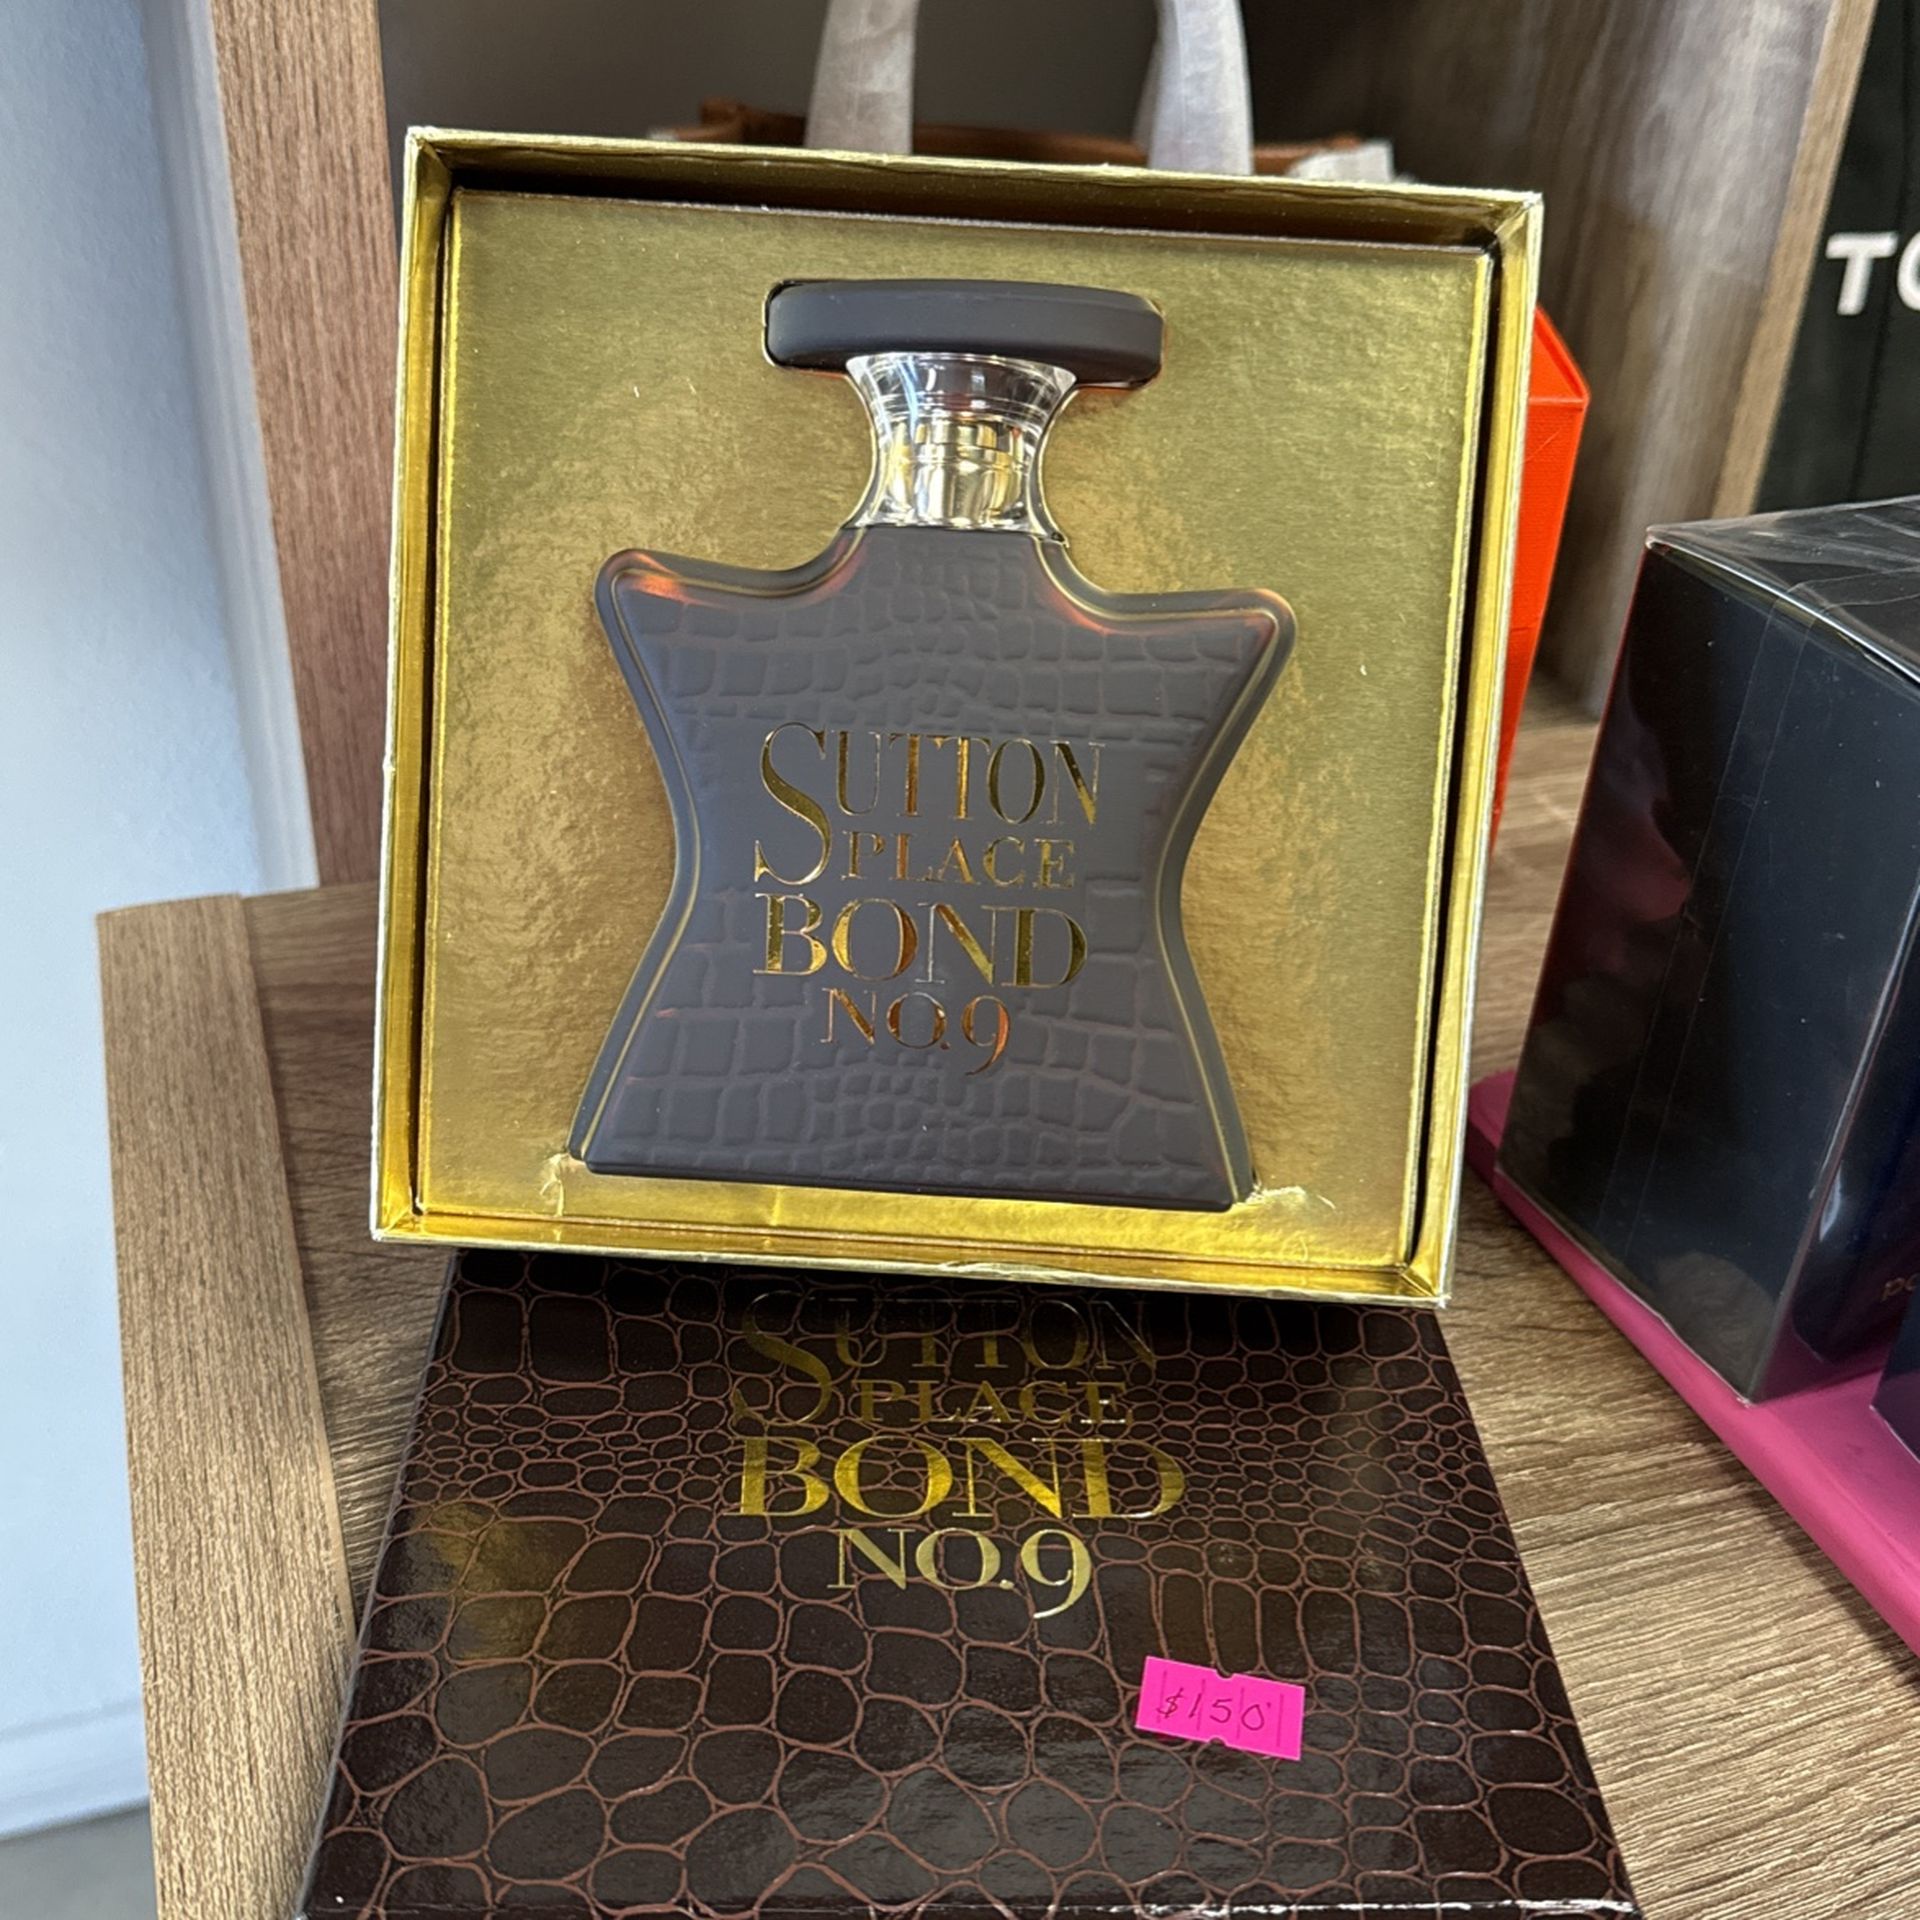 SUTTON
PLACE
BOND
NO.9
SUTTON
PLACE
BOND
NO.9
$150